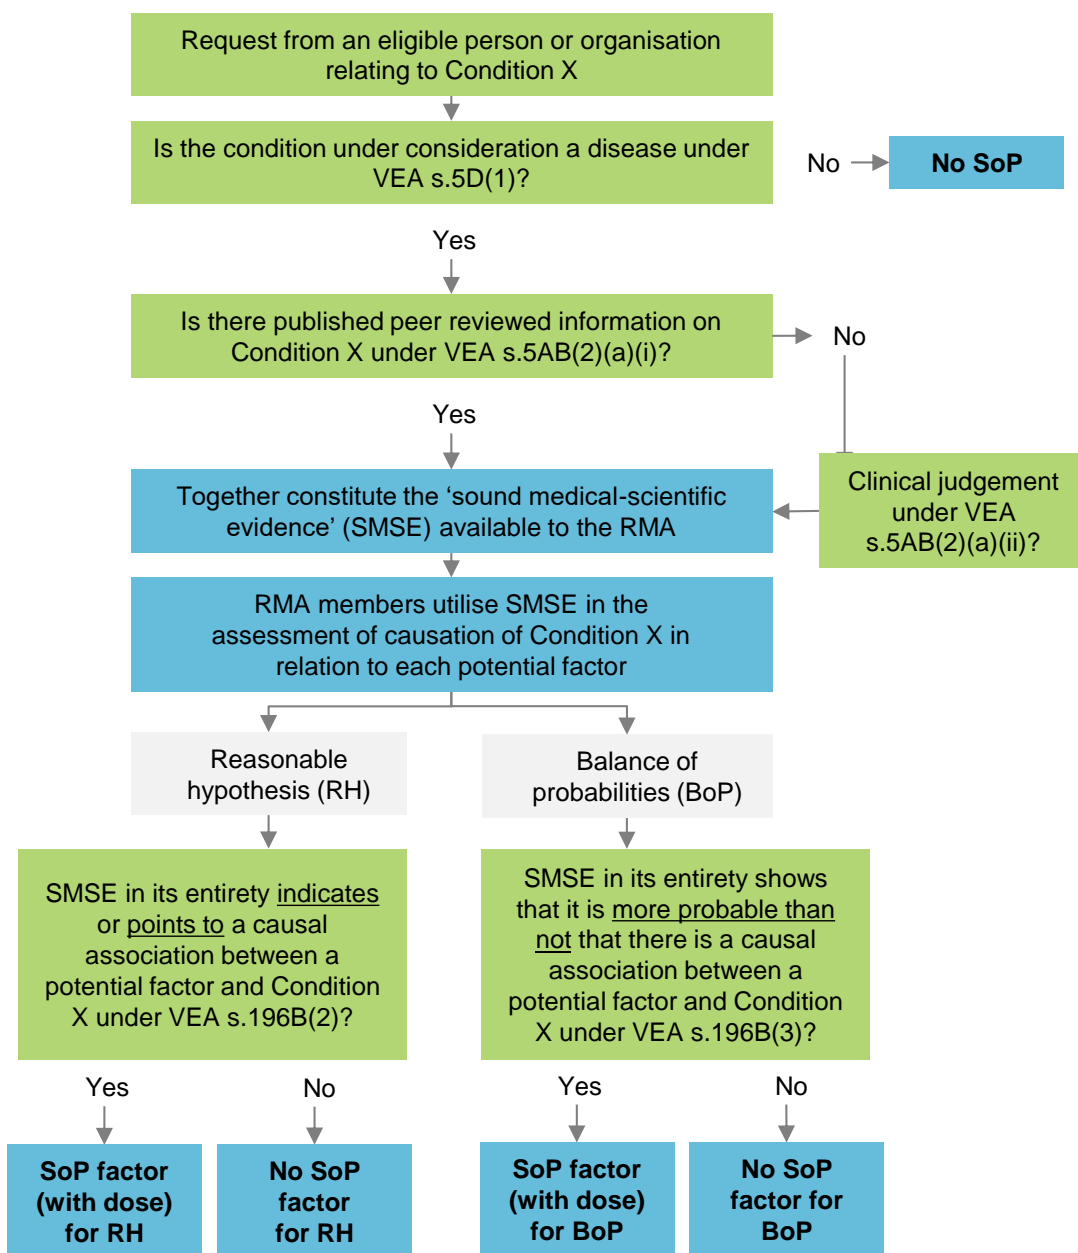 Request from an eligible person or organisation
relating to Condition X
Is the condition under consideration a disease under
VEA s.5D(1)?
No
No SoP
Yes
Is there published peer reviewed information on
Condition X under VEA s.5AB(2)(a)(i)?
No
Yes
Together constitute the ‘sound medical-scientific
evidence’ (SMSE) available to the RMA
Clinical judgement
under VEA
s.5AB(2)(a)(ii)?
RMA members utilise SMSE in the
assessment of causation of Condition X in
relation to each potential factor
Reasonable
hypothesis (RH)
Balance of
probabilities (BoP)
SMSE in its entirety indicates
or points to a causal
association between a
potential factor and Condition
X under VEA s.196B(2)?
SMSE in its entirety shows
that it is more probable than
not that there is a causal
association between a
potential factor and Condition
X under VEA s.196B(3)?
Yes
No
Yes
No
SoP factor
(with dose)
for RH
No SoP
factor
for RH
SoP factor
(with dose)
for BoP
No SoP
factor for
BoP